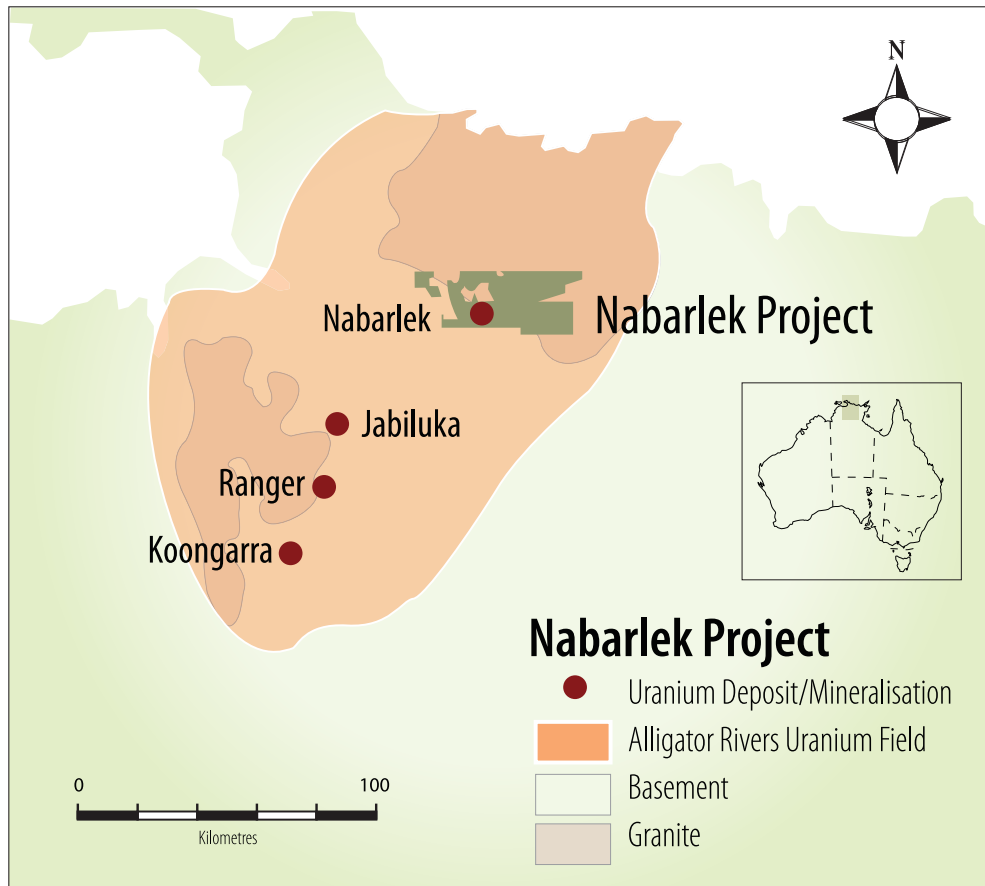 N
Nabarlek
Nabarlek Project
Jabiluka
Ranger
Koongarra
Nabarlek Project
Uranium Deposit/Mineralisation
Alligator Rivers Uranium Field
Basement
Granite
0 100
Kilometres